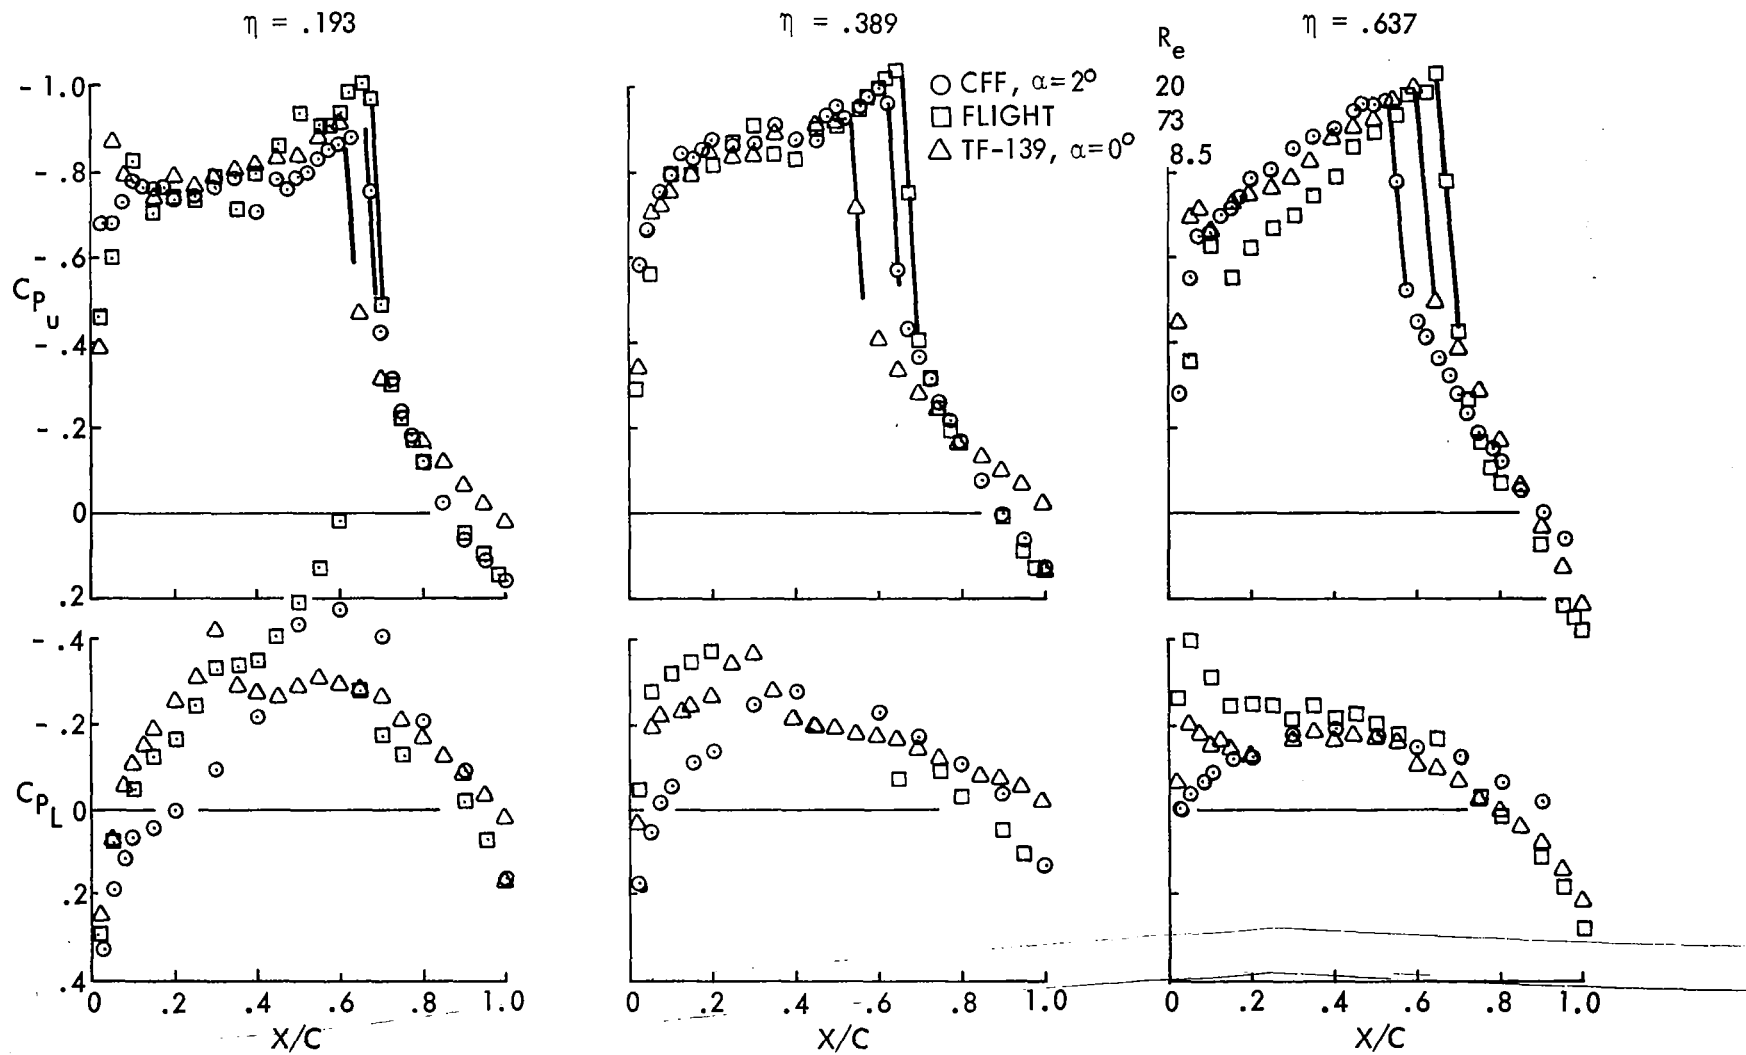 η = .193
η = .389
η = .637
Re
CFF, α=2° 20
FLIGHT 73
TF-139, α=0° 8.5
- 1.0
- .8
- .6
CPu
- .4
- .2
0
.2
- .4
- .2
CPL
0
.2
.4
0 .2 .4 .6 .8 1.0
0 .2 .4 .6 .8 1.0
0 .2 .4 .6 .8 1.0
X/C
X/C
X/C